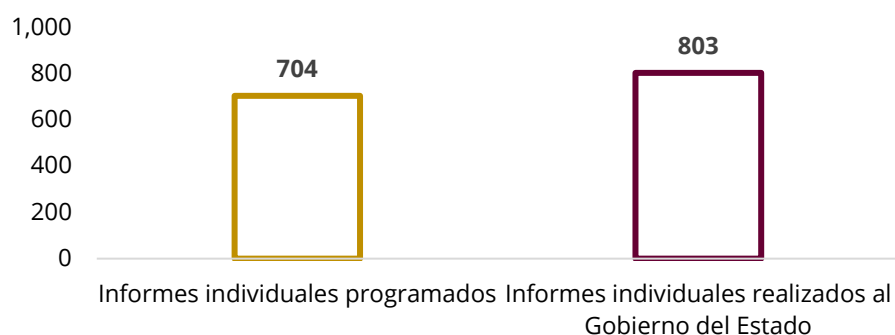 1,000
800
600
400
200
0
704
803
Informes individuales programados
Informes individuales realizados al
Gobierno del Estado